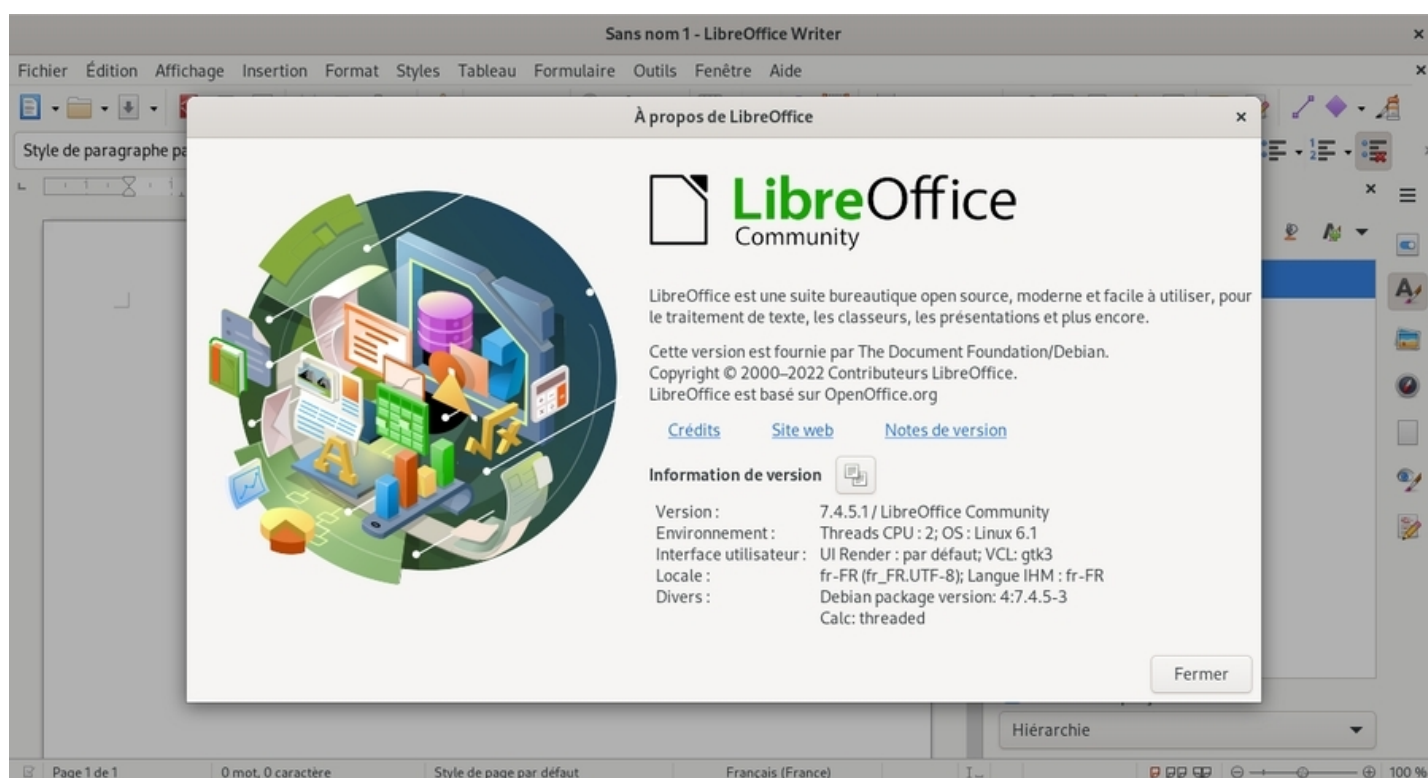 Sans nom 1 - LibreOffice Writer
Fichier Édition Affichage Insertion Format Styles Tableau Formulaire Outils Fenêtre Aide
À propos de LibreOffice
Style de paragraphe pa
LibreOffice
Community
LibreOffice est une suite bureautique open source, moderne et facile à utiliser, pour
le traitement de texte, les classeurs, les présentations et plus encore.
Cette version est fournie par The Document Foundation/Debian.
Copyright © 2000–2022 Contributeurs LibreOffice.
LibreOffice est basé sur OpenOffice.org
Crédits Site web Notes de version
Information de version
Version : 7.4.5.1 / LibreOffice Community
Environnement : Threads CPU : 2; OS : Linux 6.1
Interface utilisateur : UI Render : par défaut; VCL: gtk3
Locale : fr-FR (fr_FR.UTF-8); Langue IHM : fr-FR
Divers : Debian package version: 4:7.4.5-3
Calc: threaded
Fermer
Hiérarchie
Page 1 de 1 0 mot, 0 caractère Style de page par défaut Français (France) 100 %